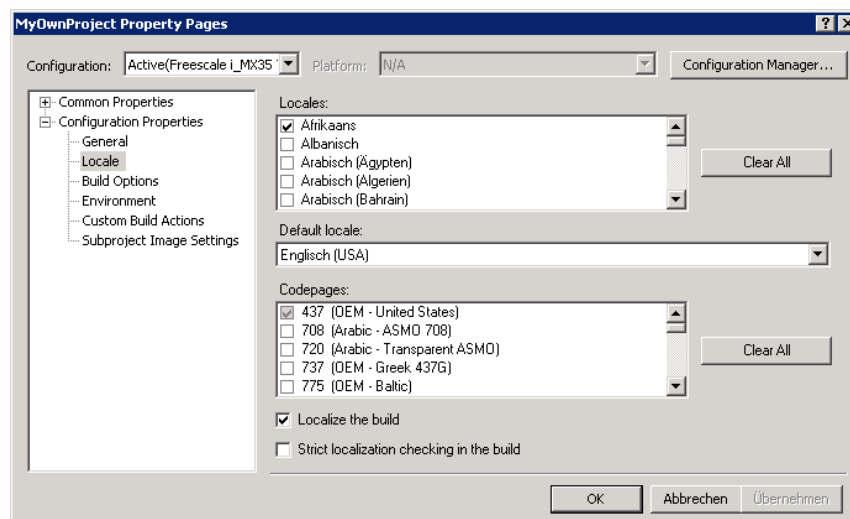 MyOwnProject Property Pages
Configuration: Active(Freescale i_MX35 Platform: N/A Configuration Manager...
Common Properties
Configuration Properties
General
Locale
Build Options
Environment
Custom Build Actions
Subproject Image Settings
Locales:
Afrikaans
Albanisch
Arabisch (Ägypten)
Arabisch (Algerien)
Arabisch (Bahrain)
Clear All
Default locale:
Englisch (USA)
Codepages:
437 (OEM - United States)
708 (Arabic - ASMO 708)
720 (Arabic - Transparent ASMO)
737 (OEM - Greek 437G)
775 (OEM - Baltic)
Clear All
Localize the build
Strict localization checking in the build
OK Abbrechen Übernehmen